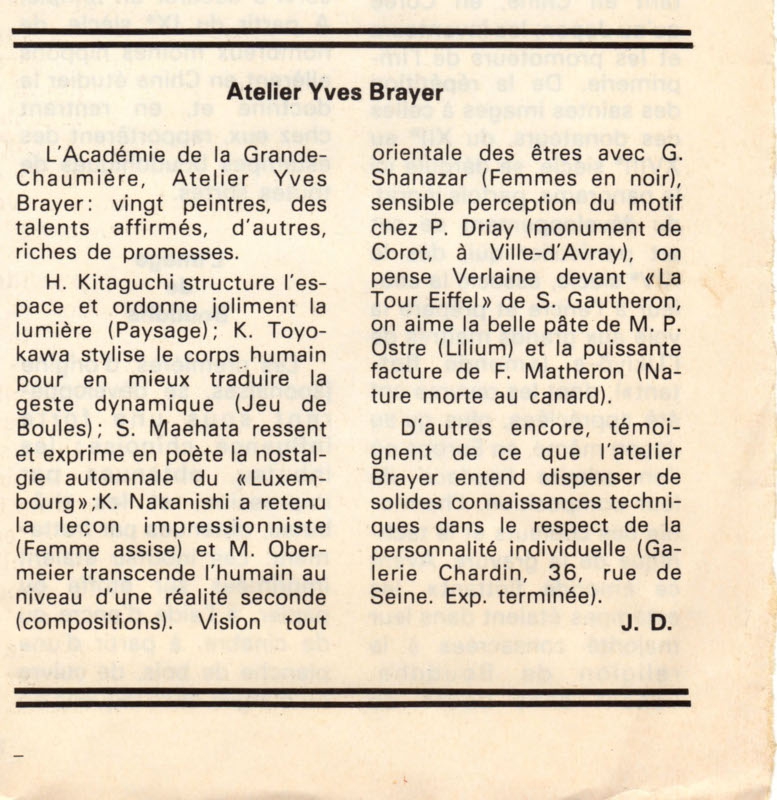 Atelier Yves Brayer
L'Académie de la Grande-
Chaumière, Atelier Yves
Brayer: vingt peintres, des
talents affirmés, d'autres,
riches de promesses.
H. Kitaguchi structure l'es-
pace et ordonne joliment la
lumière (Paysage); K. Toyo-
kawa stylise le corps humain
pour en mieux traduire la
geste dynamique (Jeu de
Boules); S. Maehata ressent
et exprime en poète la nostal-
gie automnale du «Luxem-
bourg»;K. Nakanishi a retenu
la leçon impressionniste
(Femme assise) et M. Ober-
meier transcende l'humain au
niveau d'une réalité seconde
(compositions). Vision tout
orientale des êtres avec G.
Shanazar (Femmes en noir),
sensible perception du motif
chez P. Driay (monument de
Corot, à Ville-d'Avray), on
pense Verlaine devant «La
Tour Eiffel» de S. Gautheron,
on aime la belle pâte de M. P.
Ostre (Lilium) et la puissante
facture de F. Matheron (Na-
ture morte au canard).
D'autres encore, témoi-
gnent de ce que l'atelier
Brayer entend dispenser de
solides connaissances techni-
ques dans le respect de la
personnalité individuelle (Ga-
lerie Chardin, 36, rue de
Seine. Exp. terminée).
J. D.